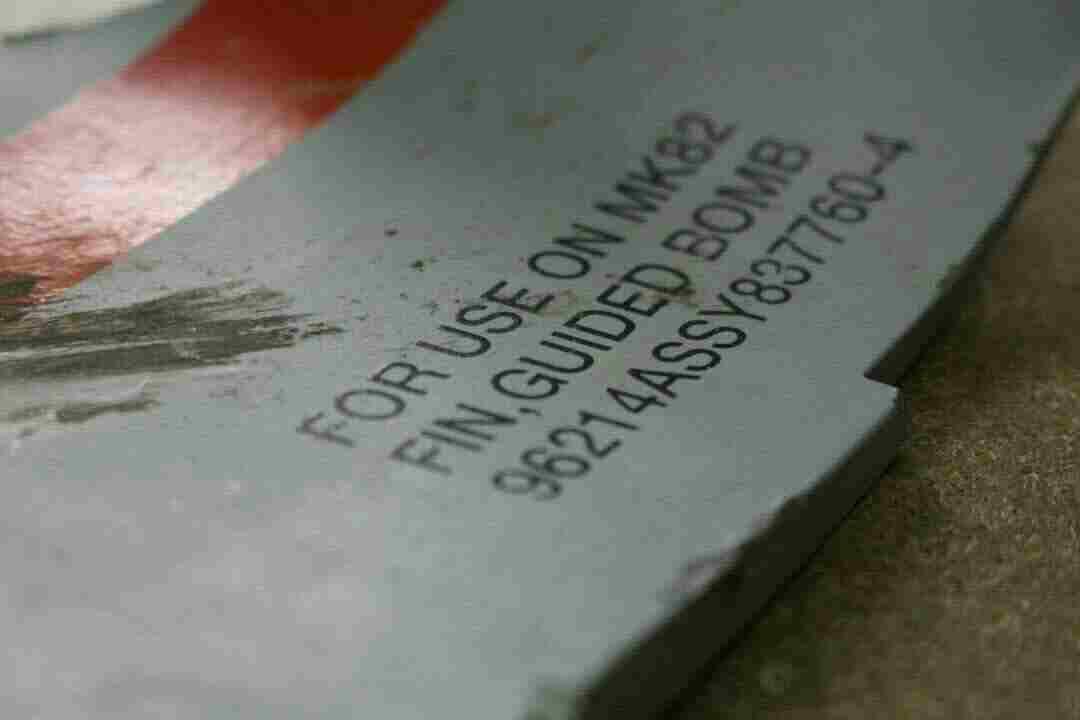 FOR USE ON MK82
FIN,GUIDED BOMB
96214ASSY837760-4